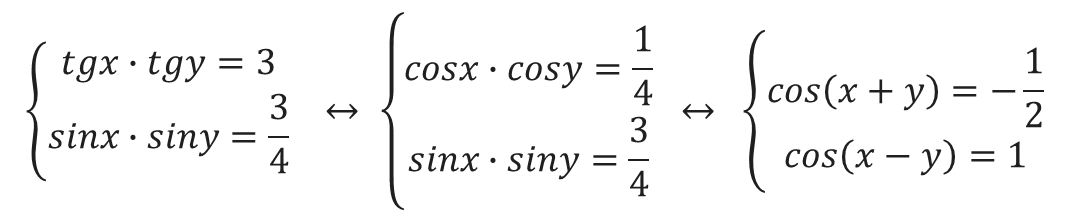 { tgx · tgy = 3
sinx · siny = 3/4
↔ { cosx · cosy = 1/4
sinx · siny = 3/4
↔ { cos(x + y) = −1/2
cos(x − y) = 1